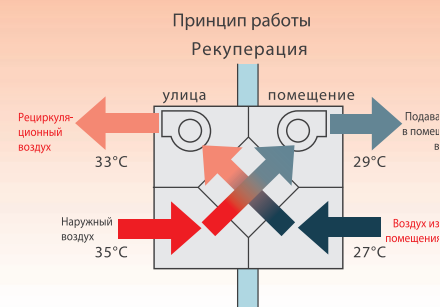 Принцип работы
Рекуперация
улица
помещение
Рециркуля-
ционный
воздух
Подава
в помещ
в
33°C
29°C
Наружный
воздух
Воздух из
помещения
35°C
27°C